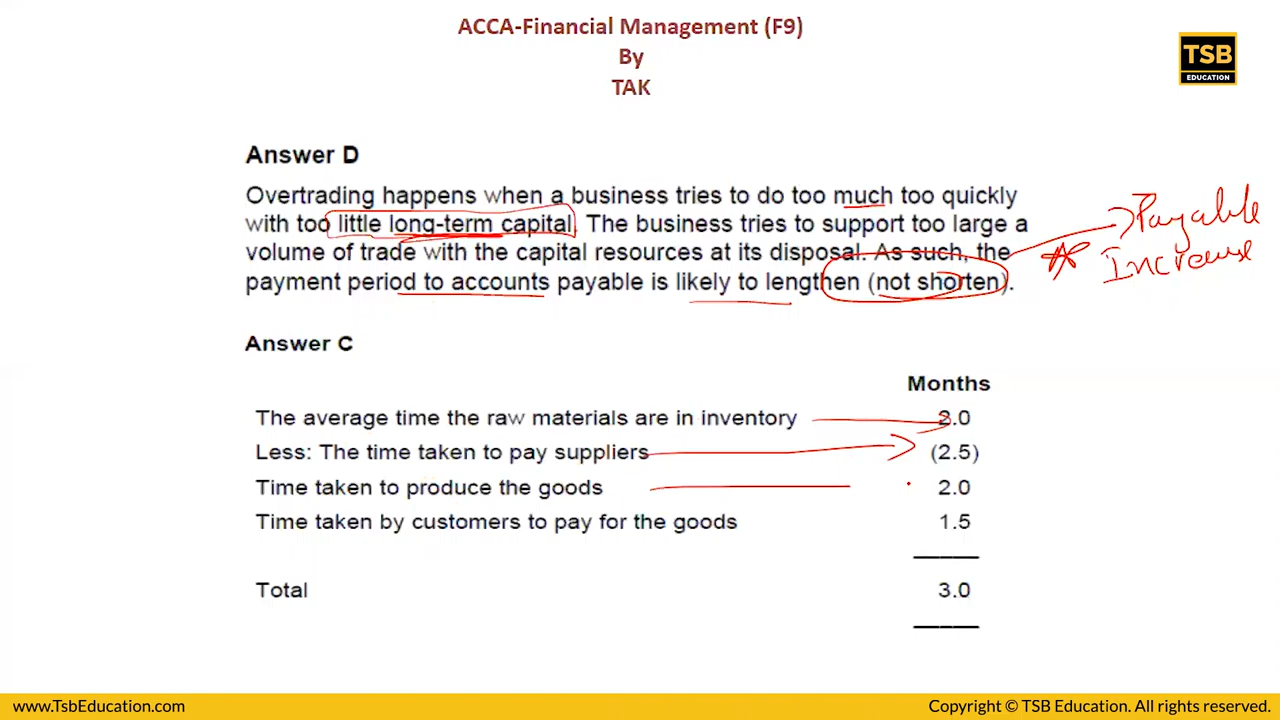 ACCA-Financial Management (F9)
By
TAK
TSB
EDUCATION
Answer D
Overtrading happens when a business tries to do too much too quickly
with too little long-term capital. The business tries to support too large a
volume of trade with the capital resources at its disposal. As such, the
payment period to accounts payable is likely to lengthen (not shorten).
Payable
Increase
Answer C
Months
The average time the raw materials are in inventory 2.0
Less: The time taken to pay suppliers (2.5)
Time taken to produce the goods 2.0
Time taken by customers to pay for the goods 1.5
Total 3.0
www.TsbEducation.com Copyright © TSB Education. All rights reserved.